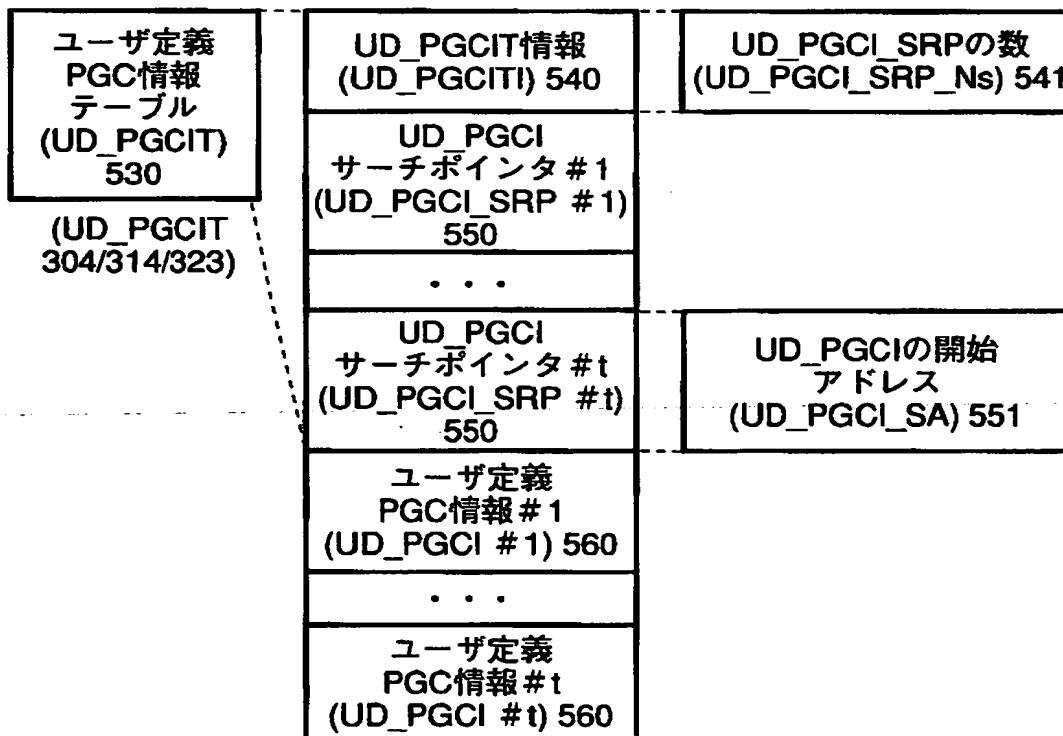 ユーザ定義
PGC情報
テーブル
(UD_PGCIT)
530
(UD_PGCIT
304/314/323)
UD_PGCIT情報
(UD_PGCITI) 540
UD_PGCI
サーチポインタ#1
(UD_PGCI_SRP #1)
550
・・・
UD_PGCI
サーチポインタ#t
(UD_PGCI_SRP #t)
550
ユーザ定義
PGC情報#1
(UD_PGCI #1) 560
・・・
ユーザ定義
PGC情報#t
(UD_PGCI #t) 560
UD_PGCI_SRPの数
(UD_PGCI_SRP_Ns) 541
UD_PGCIの開始
アドレス
(UD_PGCI_SA) 551